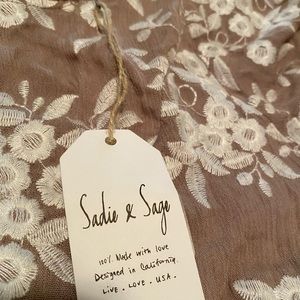 Sadie & Sage
100% Made with love
Designed in California.
LIVE . LOVE . USA.